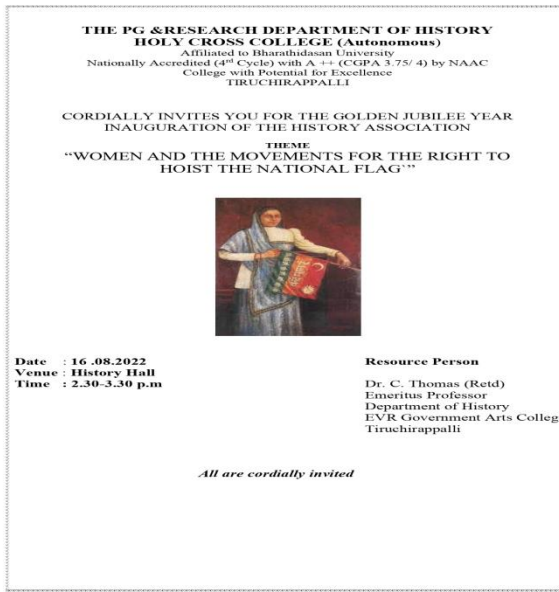 THE PG &RESEARCH DEPARTMENT OF HISTORY
HOLY CROSS COLLEGE (Autonomous)
Affiliated to Bharathidasan University
Nationally Accredited (4rd Cycle) with A ++ (CGPA 3.75/ 4) by NAAC
College with Potential for Excellence
TIRUCHIRAPPALLI
CORDIALLY INVITES YOU FOR THE GOLDEN JUBILEE YEAR
INAUGURATION OF THE HISTORY ASSOCIATION
THEME
“WOMEN AND THE MOVEMENTS FOR THE RIGHT TO
HOIST THE NATIONAL FLAG`”
Date : 16 .08.2022
Venue : History Hall
Time : 2.30-3.30 p.m
Resource Person
Dr. C. Thomas (Retd)
Emeritus Professor
Department of History
EVR Government Arts Colleg
Tiruchirappalli
All are cordially invited